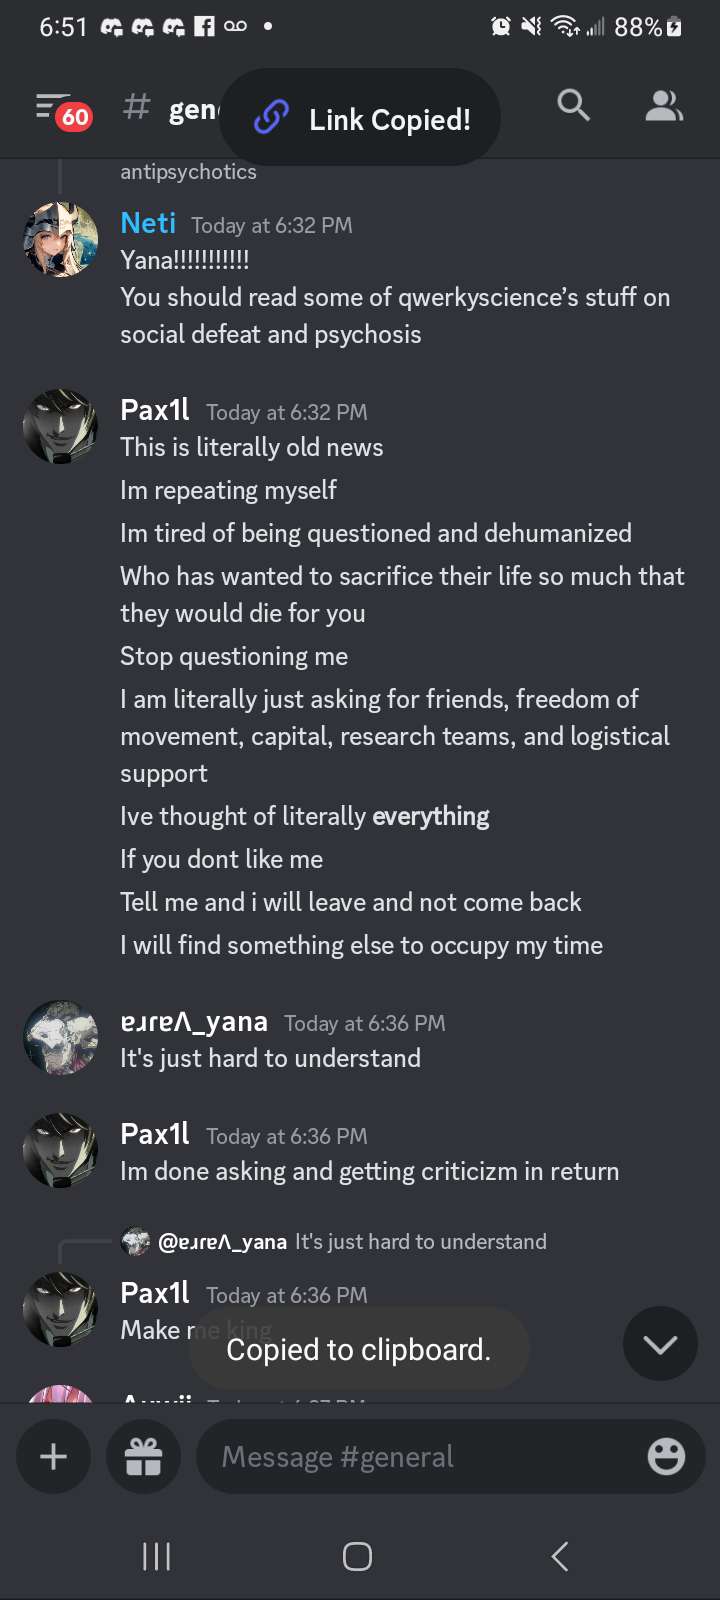 6:51
88%
60
# gen
Link Copied!
antipsychotics
Neti Today at 6:32 PM
Yana!!!!!!!!!!!
You should read some of qwerkyscience's stuff on
social defeat and psychosis
Pax1l Today at 6:32 PM
This is literally old news
Im repeating myself
Im tired of being questioned and dehumanized
Who has wanted to sacrifice their life so much that
they would die for you
Stop questioning me
I am literally just asking for friends, freedom of
movement, capital, research teams, and logistical
support
Ive thought of literally everything
If you dont like me
Tell me and i will leave and not come back
I will find something else to occupy my time
ɐɹɾɐΛ_yana Today at 6:36 PM
It's just hard to understand
Pax1l Today at 6:36 PM
Im done asking and getting criticizm in return
@ɐɹɾɐΛ_yana It's just hard to understand
Pax1l Today at 6:36 PM
Make me king
Copied to clipboard.
Message #general